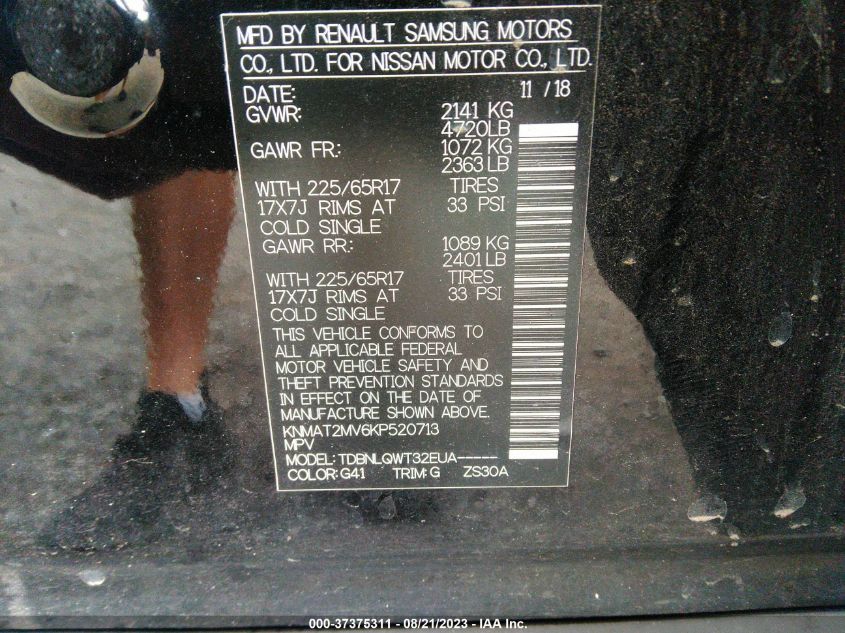 MFD BY RENAULT SAMSUNG MOTORS
CO., LTD. FOR NISSAN MOTOR CO., LTD.
DATE: 11 / 18
GVWR: 2141 KG
4720LB
GAWR FR: 1072 KG
2363 LB
WITH 225/65R17 TIRES
17X7J RIMS AT 33 PSI
COLD SINGLE
GAWR RR: 1089 KG
2401 LB
WITH 225/65R17 TIRES
17X7J RIMS AT 33 PSI
COLD SINGLE
THIS VEHICLE CONFORMS TO
ALL APPLICABLE FEDERAL
MOTOR VEHICLE SAFETY AND
THEFT PREVENTION STANDARDS
IN EFFECT ON THE DATE OF
MANUFACTURE SHOWN ABOVE.
KNMAT2MV6KP520713
MPV
MODEL: TDBNLQWT32EUA-----
COLOR: G41 TRIM: G ZS30A
000-37375311 - 08/21/2023 - IAA Inc.